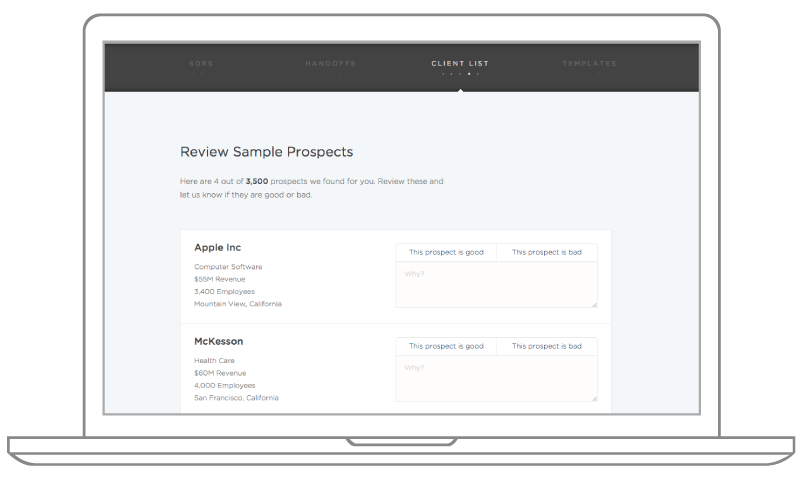 SDRS
HANDOFFS
CLIENT LIST
TEMPLATES
Review Sample Prospects
Here are 4 out of 3,500 prospects we found for you. Review these and
let us know if they are good or bad.
Apple Inc
Computer Software
$55M Revenue
3,400 Employees
Mountain View, California
This prospect is good
This prospect is bad
Why?
McKesson
Health Care
$60M Revenue
4,000 Employees
San Francisco, California
This prospect is good
This prospect is bad
Why?